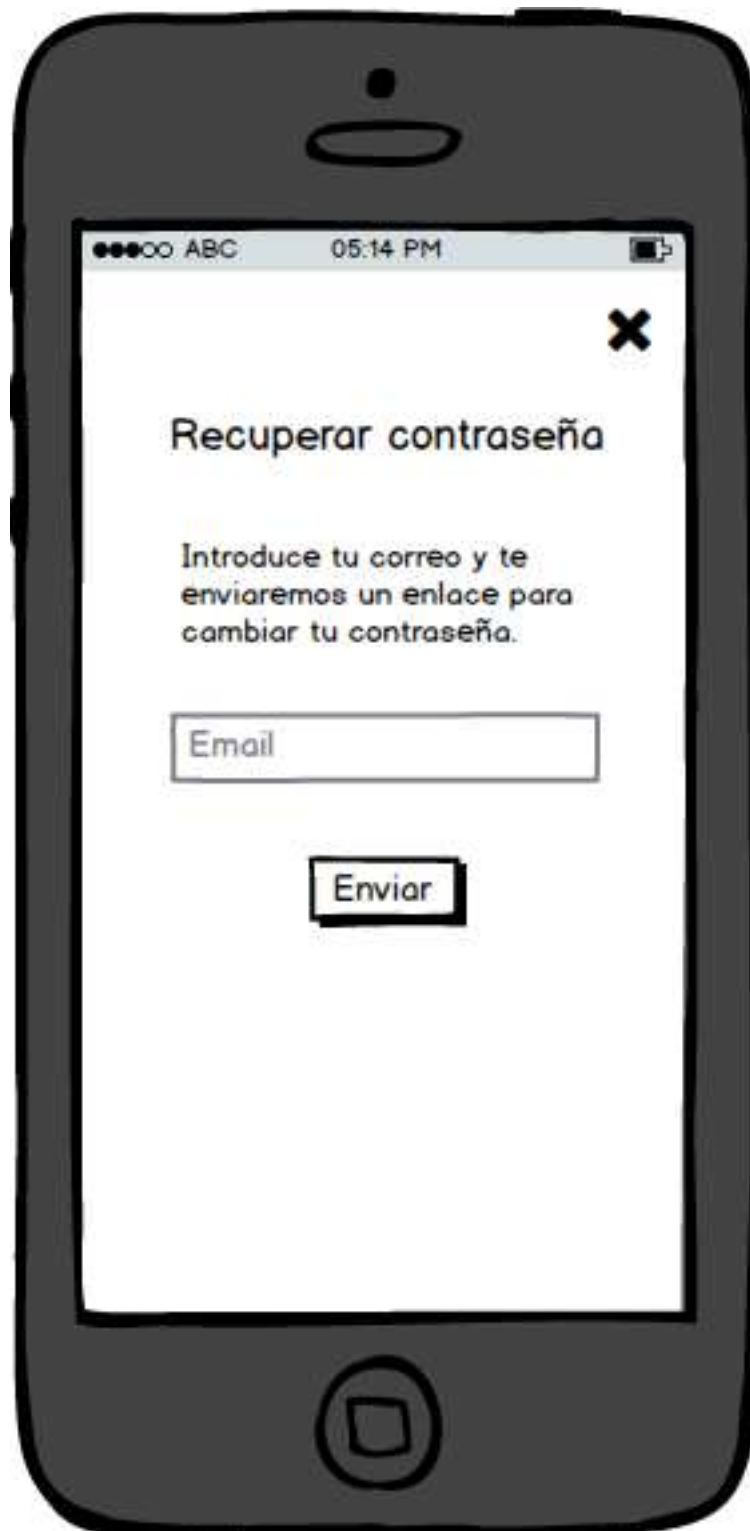 ABC 05:14 PM
Recuperar contraseña
Introduce tu correo y te
enviaremos un enlace para
cambiar tu contraseña.
Email
Enviar